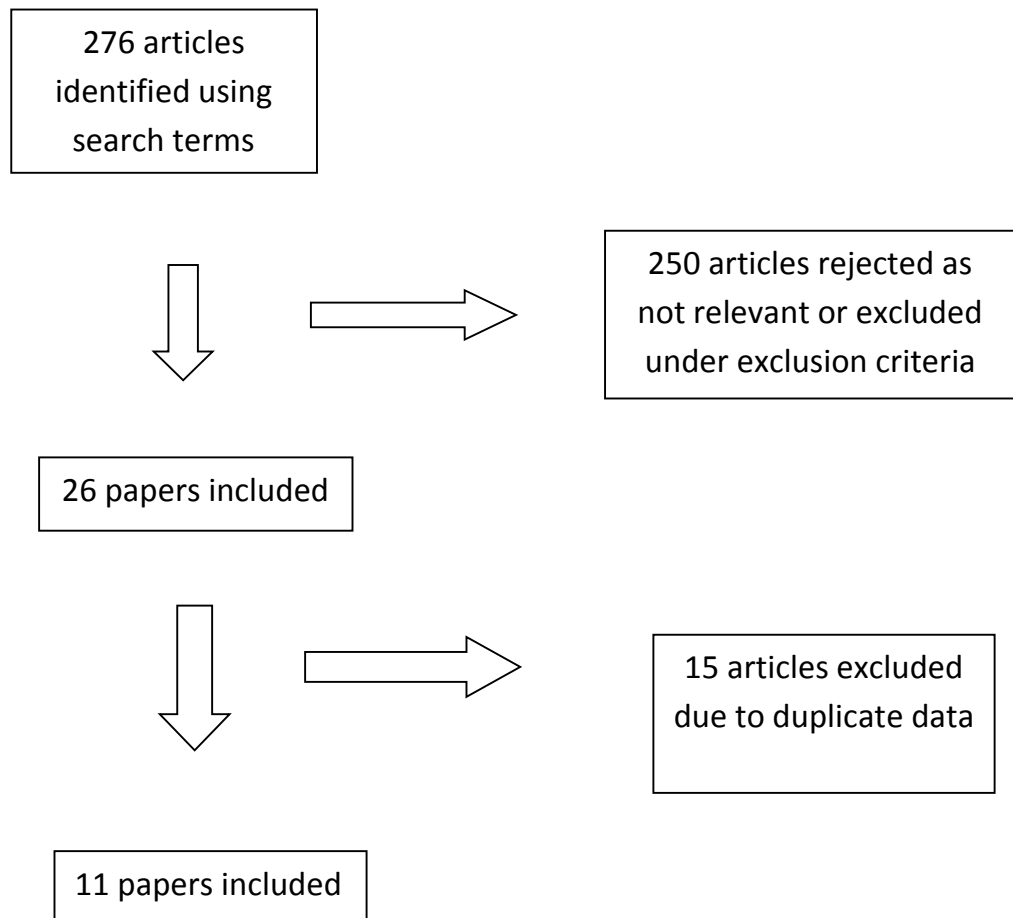 276 articles
identified using
search terms
250 articles rejected as
not relevant or excluded
under exclusion criteria
26 papers included
15 articles excluded
due to duplicate data
11 papers included